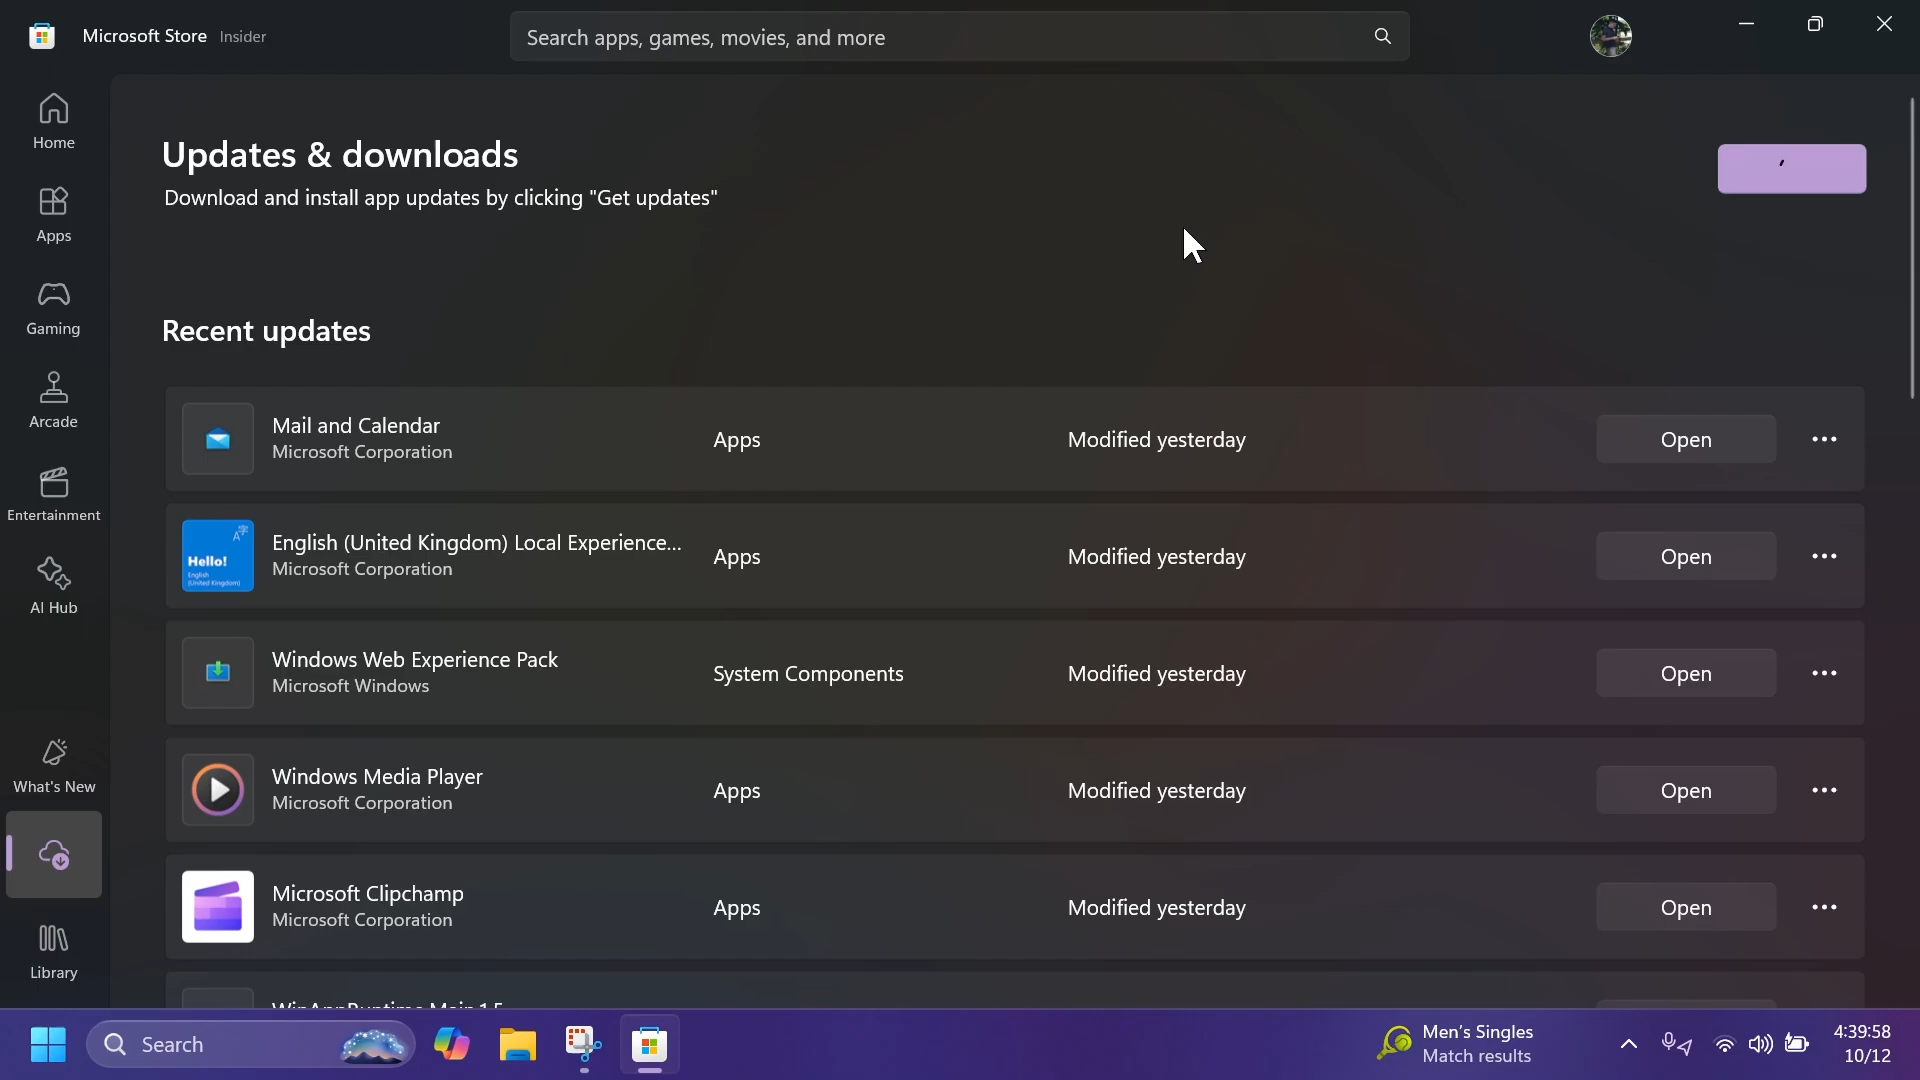 Microsoft Store Insider
Search apps, games, movies, and more
Home
Apps
Gaming
Arcade
Entertainment
AI Hub
What's New
Library
Updates & downloads
Download and install app updates by clicking "Get updates"
Recent updates
Mail and Calendar
Microsoft Corporation
Apps
Modified yesterday
Open
Hello!
English
(United Kingdom)
English (United Kingdom) Local Experience...
Microsoft Corporation
Apps
Modified yesterday
Open
Windows Web Experience Pack
Microsoft Windows
System Components
Modified yesterday
Open
Windows Media Player
Microsoft Corporation
Apps
Modified yesterday
Open
Microsoft Clipchamp
Microsoft Corporation
Apps
Modified yesterday
Open
Search
Men's Singles
Match results
4:39:58
10/12